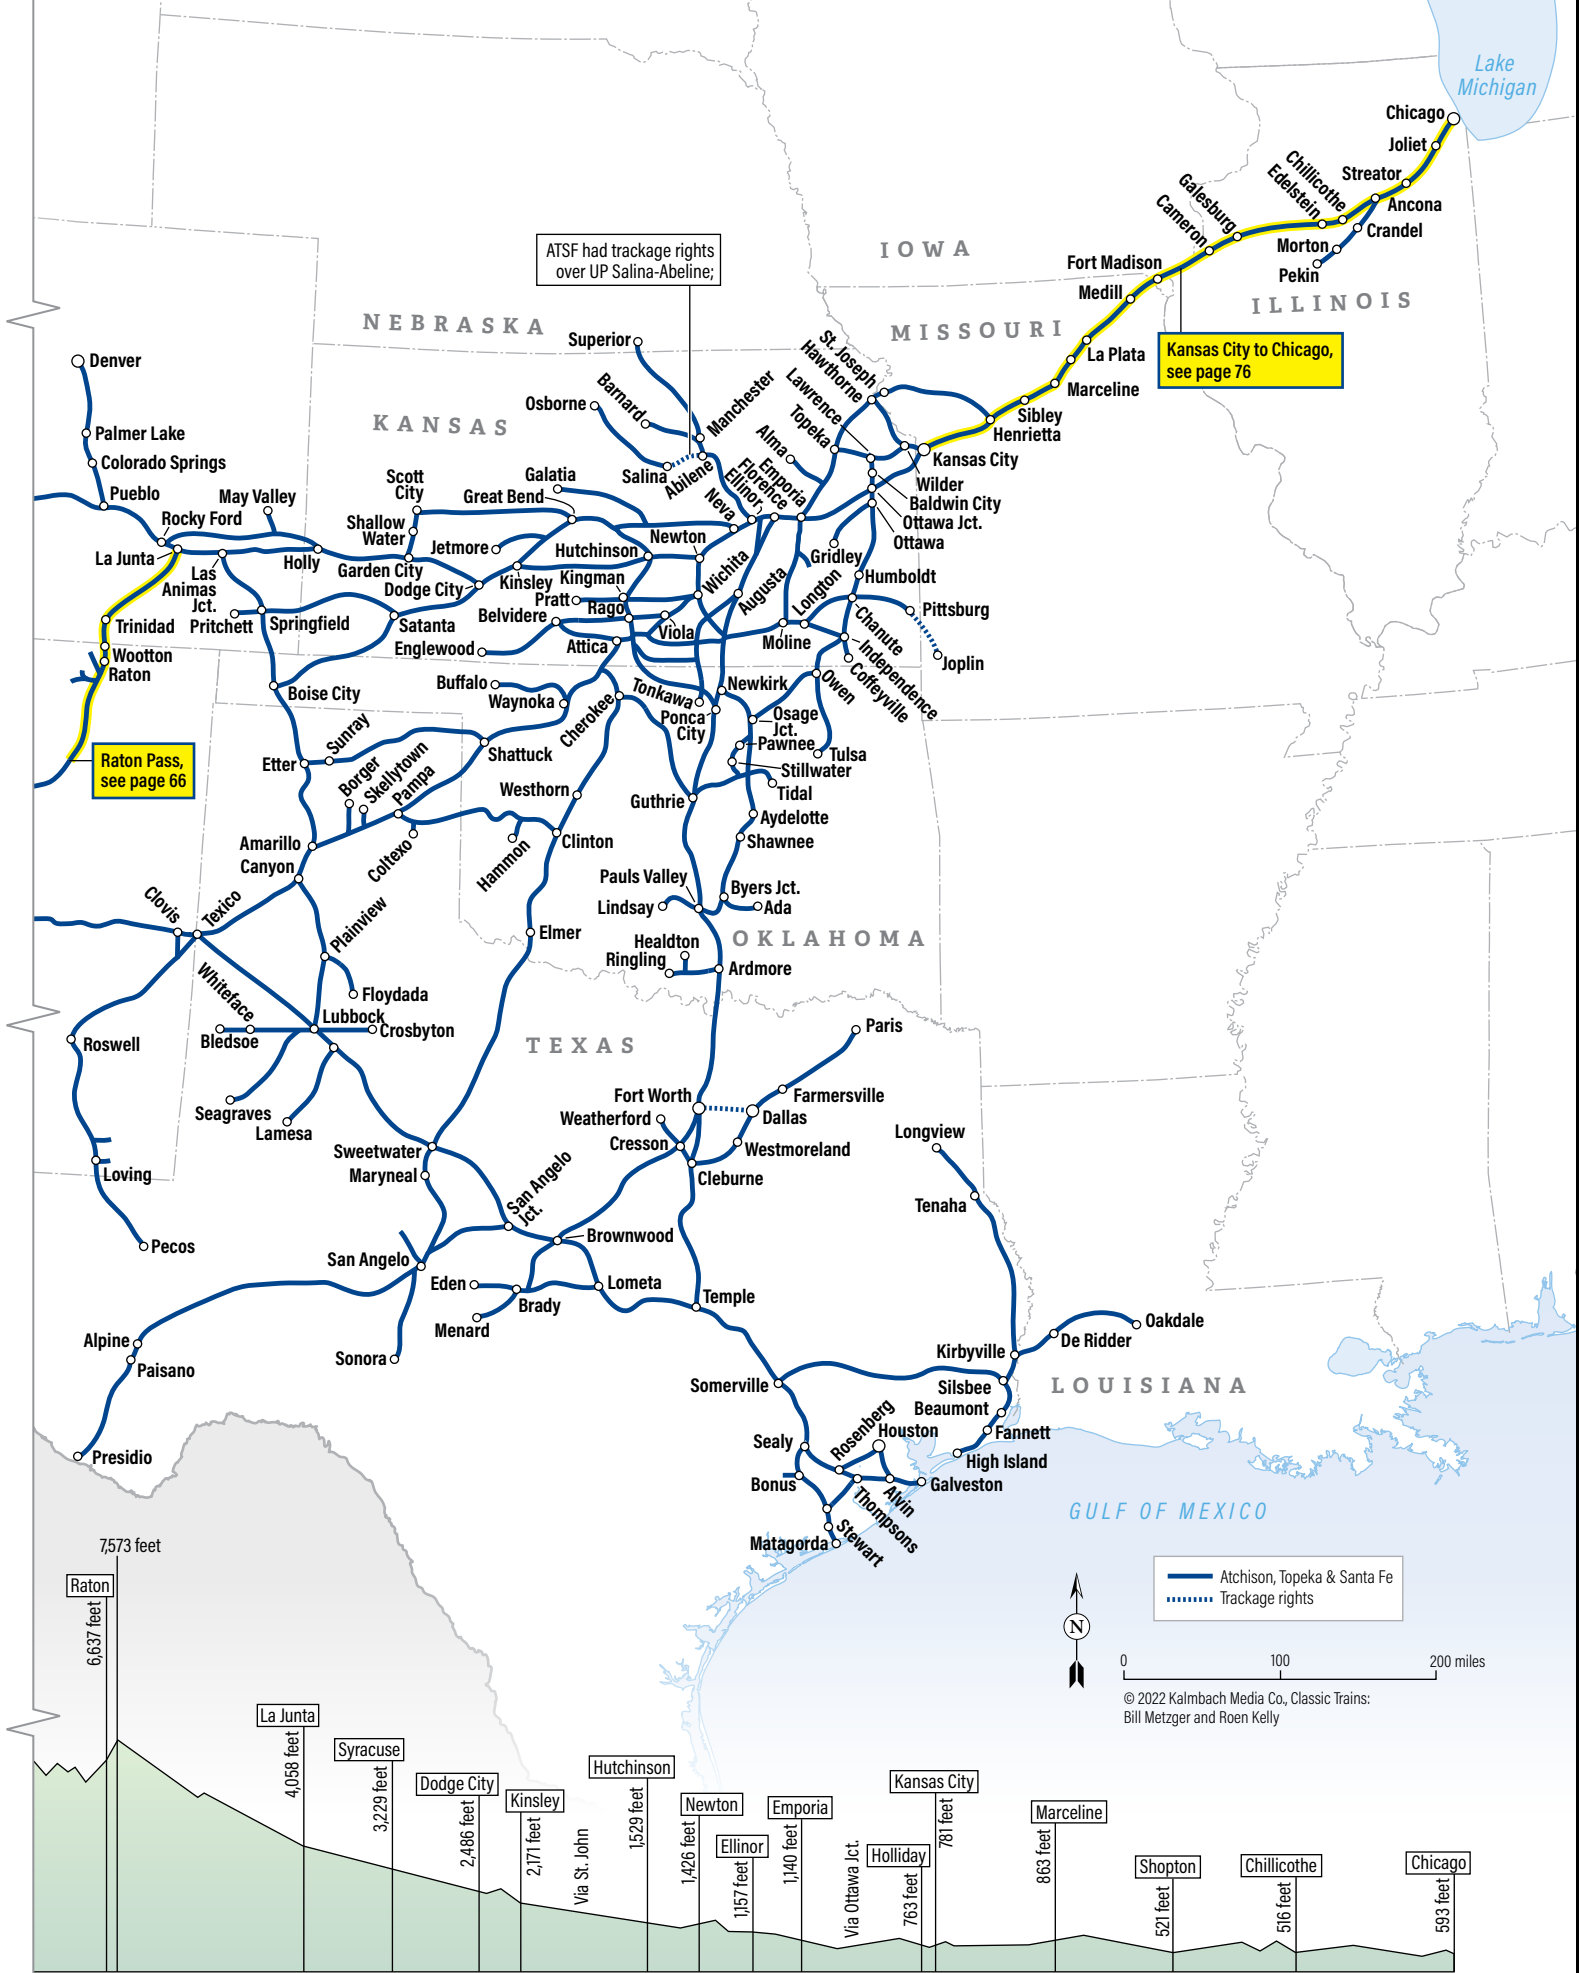 Lake
Michigan
Chicago
Joliet
Streator
Ancona
Chillicothe
Edelstein
Crandel
Morton
Pekin
Galesburg
Cameron
Fort Madison
Medill
IOWA
ILLINOIS
MISSOURI
NEBRASKA
KANSAS
ATSF had trackage rights
over UP Salina-Abeline;
Kansas City to Chicago,
see page 76
La Plata
Marceline
Sibley
Henrietta
Kansas City
St. Joseph
Hawthorne
Lawrence
Topeka
Alma
Emporia
Florence
Ellinor
Neva
Superior
Barnard
Manchester
Osborne
Salina
Abilene
Wilder
Baldwin City
Ottawa Jct.
Ottawa
Gridley
Humboldt
Denver
Palmer Lake
Colorado Springs
Pueblo
Rocky Ford
La Junta
May Valley
Las
Animas
Jct.
Holly
Scott
City
Shallow
Water
Garden City
Galatia
Great Bend
Jetmore
Dodge City
Kinsley
Hutchinson
Newton
Kingman
Pratt
Rago
Belvidere
Wichita
Augusta
Longton
Chanute
Pittsburg
Joplin
Independence
Coffeyville
Moline
Viola
Attica
Englewood
Pritchett
Springfield
Satanta
Trinidad
Wootton
Raton
Raton Pass,
see page 66
Boise City
Buffalo
Waynoka
Cherokee
Tonkawa
Newkirk
Ponca
City
Owen
Osage
Jct.
Pawnee
Tulsa
Stillwater
Tidal
Etter
Sunray
Borger
Skellytown
Pampa
Shattuck
Westhorn
Guthrie
Aydelotte
Shawnee
Amarillo
Canyon
Coltexo
Hammon
Clinton
Pauls Valley
Lindsay
Byers Jct.
Ada
Clovis
Texico
Plainview
Elmer
OKLAHOMA
Healdton
Ringling
Ardmore
Floydada
Whiteface
Bledsoe
Lubbock
Crosbyton
Roswell
TEXAS
Paris
Seagraves
Lamesa
Fort Worth
Farmersville
Dallas
Weatherford
Cresson
Westmoreland
Cleburne
Longview
Tenaha
Sweetwater
Maryneal
Loving
San Angelo
Jct.
Pecos
San Angelo
Brownwood
Eden
Brady
Lometa
Menard
Temple
Sonora
Alpine
Paisano
Presidio
Oakdale
De Ridder
Kirbyville
Somerville
Silsbee
LOUISIANA
Beaumont
Fannett
High Island
Sealy
Rosenberg
Houston
Bonus
Galveston
Alvin
Thompsons
Stewart
Matagorda
GULF OF MEXICO
Atchison, Topeka & Santa Fe
Trackage rights
N
0
100
200 miles
© 2022 Kalmbach Media Co., Classic Trains:
Bill Metzger and Roen Kelly
7,573 feet
Raton
6,637 feet
La Junta
4,058 feet
Syracuse
3,229 feet
Dodge City
2,486 feet
Kinsley
2,171 feet
Via St. John
Hutchinson
1,529 feet
Newton
1,426 feet
Ellinor
1,157 feet
Emporia
1,140 feet
Via Ottawa Jct.
Holliday
763 feet
Kansas City
781 feet
Marceline
863 feet
Shopton
521 feet
Chillicothe
516 feet
Chicago
593 feet